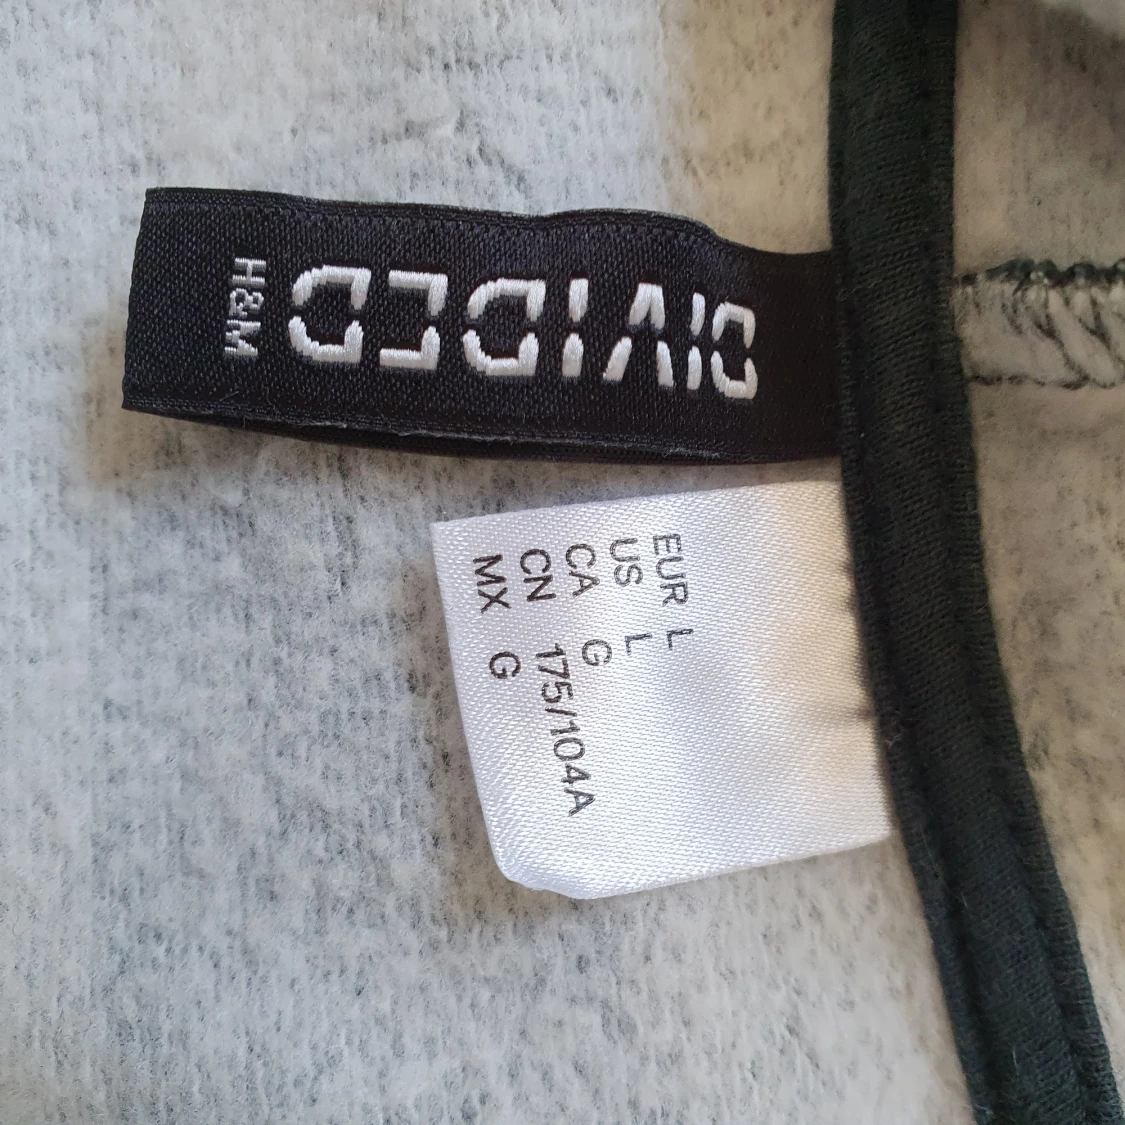 DIVIDED
H&M
EUR L
US L
CA G
CN 175/104A
MX G